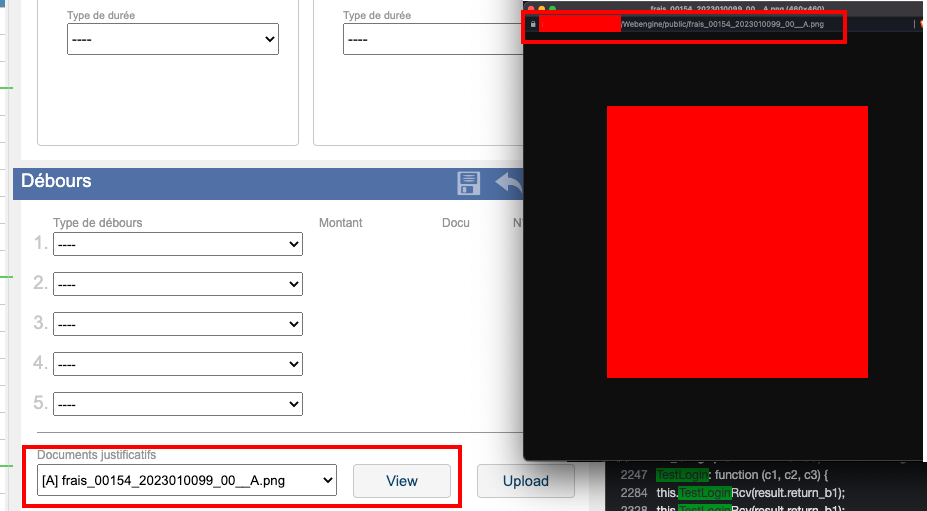 Type de durée
----
Type de durée
----
frais_00154_2023010099_00__A.png (460×460)
/Webengine/public/frais_00154_2023010099_00__A.png
Débours
Type de débours Montant Docu
1. ----
2. ----
3. ----
4. ----
5. ----
Documents justificatifs
[A] frais_00154_2023010099_00__A.png View Upload
2247 TestLogin: function (c1, c2, c3) {
2284 this.TestLoginRcv(result.return_b1);
2328 this.TestLoginRcv(result.return_b1);